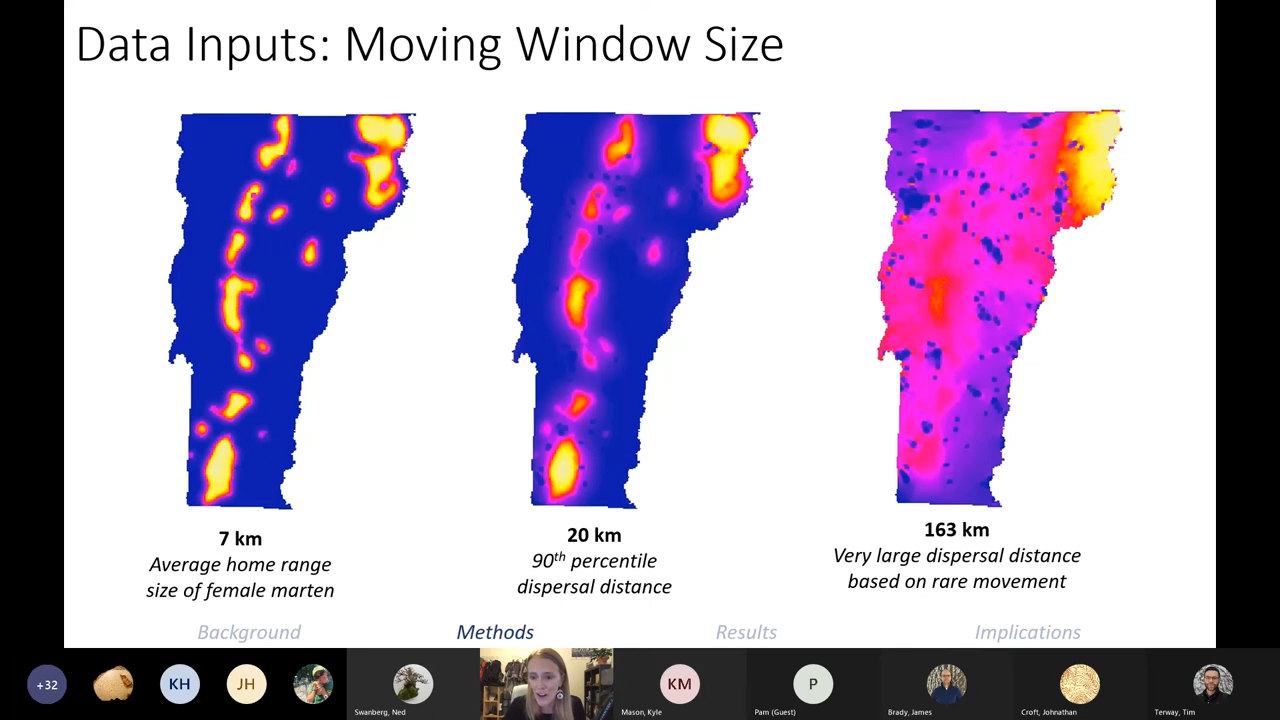 Data Inputs: Moving Window Size
7 km
Average home range
size of female marten
20 km
90th percentile
dispersal distance
163 km
Very large dispersal distance
based on rare movement
Background
Methods
Results
Implications
+32
KH
JH
KM
P
Swanberg, Ned
Mason, Kyle
Pam (Guest)
Brady, James
Croft, Johnathan
Terway, Tim